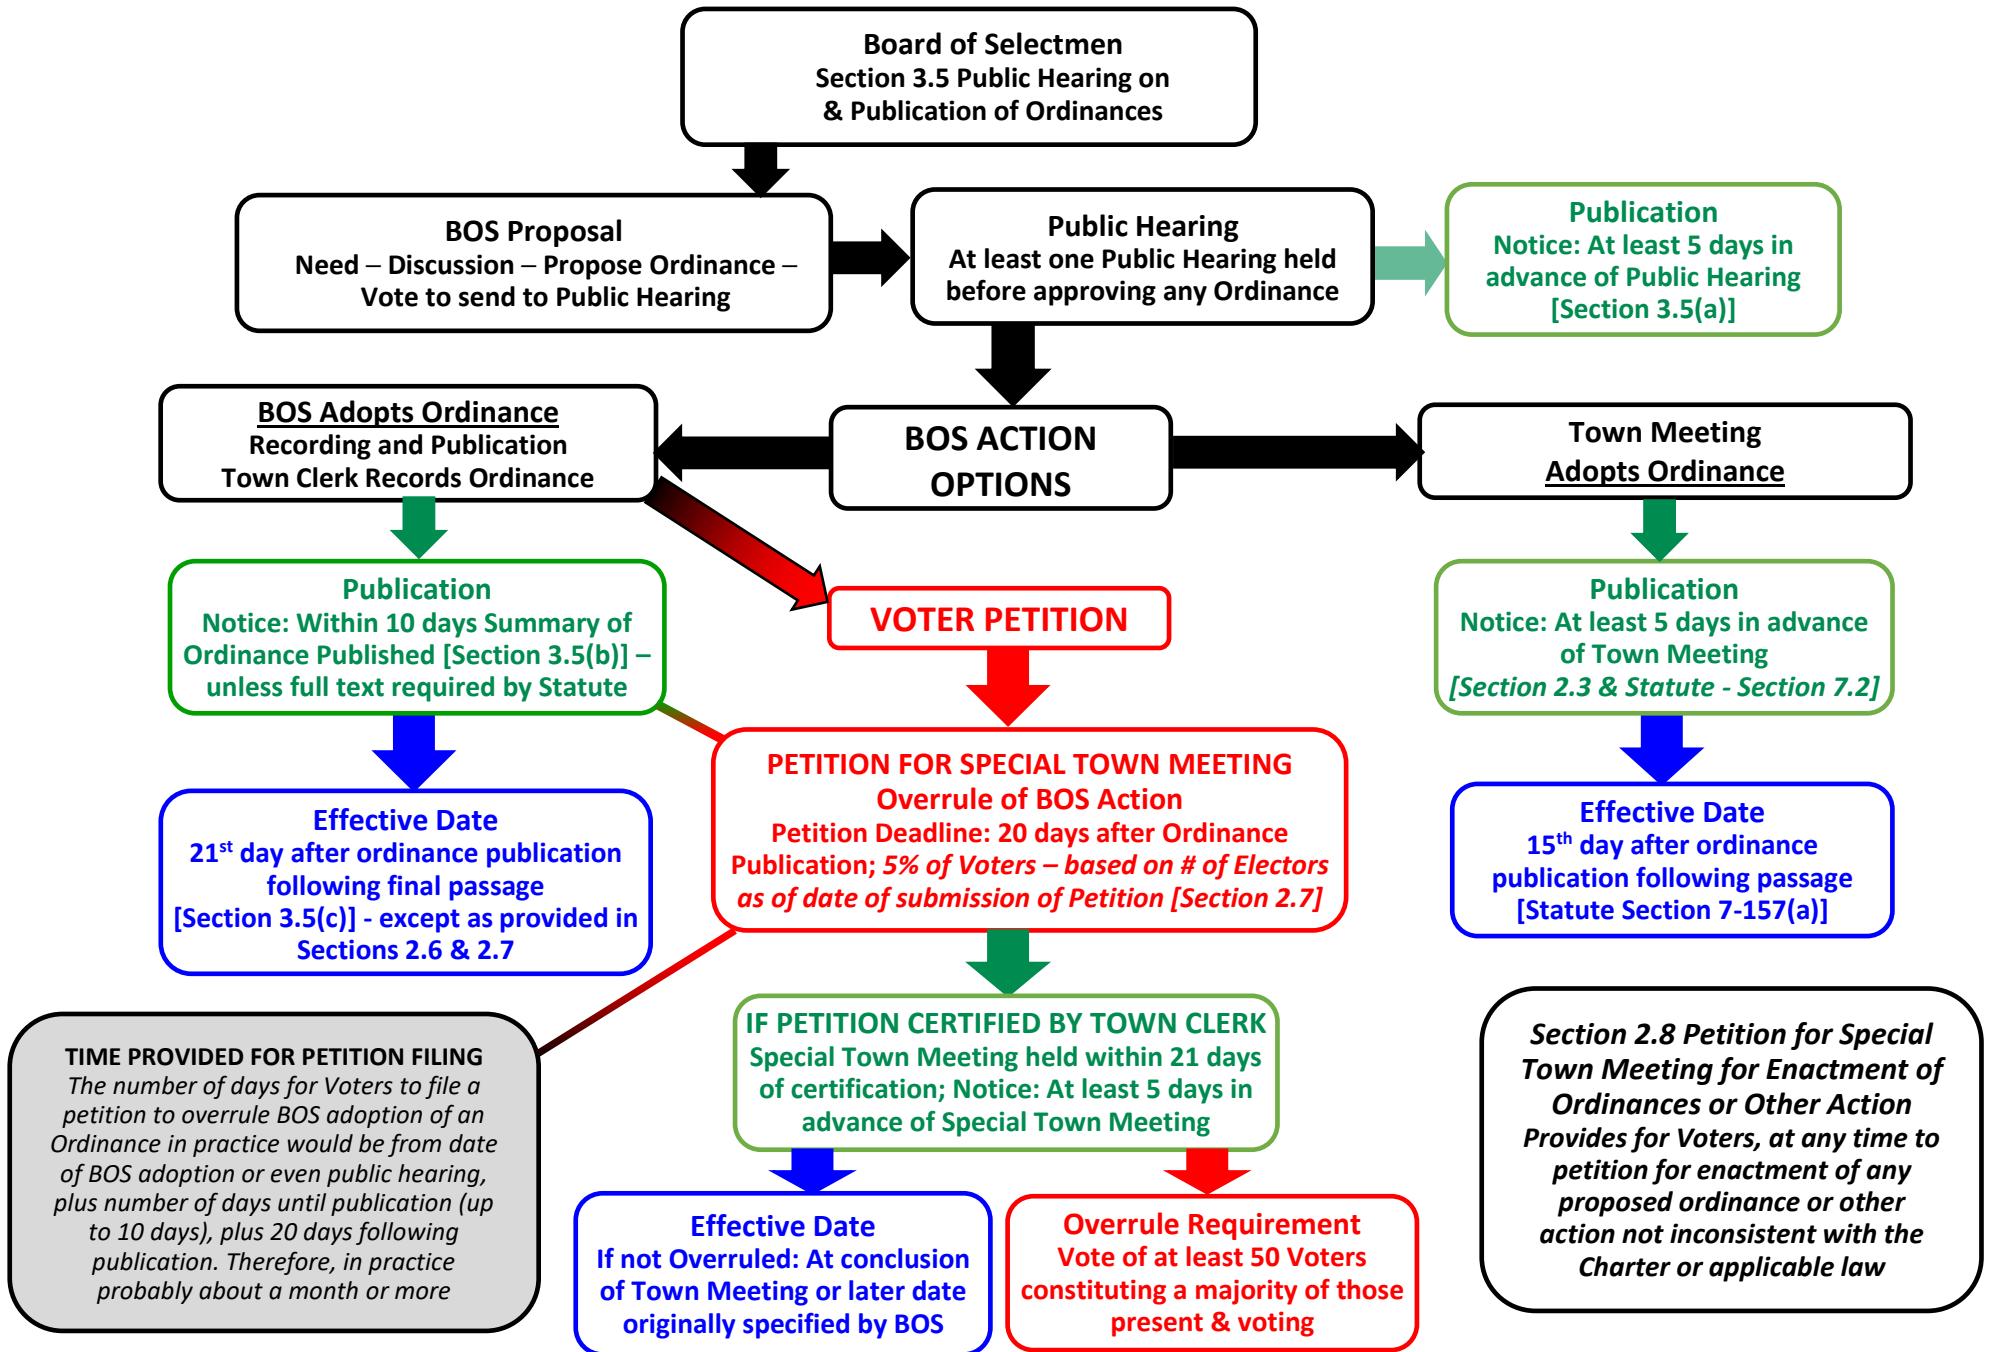 Board of Selectmen
Section 3.5 Public Hearing on
& Publication of Ordinances
BOS Proposal
Need – Discussion – Propose Ordinance –
Vote to send to Public Hearing
Public Hearing
At least one Public Hearing held
before approving any Ordinance
Publication
Notice: At least 5 days in
advance of Public Hearing
[Section 3.5(a)]
BOS Adopts Ordinance
Recording and Publication
Town Clerk Records Ordinance
BOS ACTION
OPTIONS
Town Meeting
Adopts Ordinance
Publication
Notice: Within 10 days Summary of
Ordinance Published [Section 3.5(b)] –
unless full text required by Statute
VOTER PETITION
Publication
Notice: At least 5 days in advance
of Town Meeting
[Section 2.3 & Statute - Section 7.2]
Effective Date
21st day after ordinance publication
following final passage
[Section 3.5(c)] - except as provided in
Sections 2.6 & 2.7
PETITION FOR SPECIAL TOWN MEETING
Overrule of BOS Action
Petition Deadline: 20 days after Ordinance
Publication; 5% of Voters – based on # of Electors
as of date of submission of Petition [Section 2.7]
Effective Date
15th day after ordinance
publication following passage
[Statute Section 7-157(a)]
TIME PROVIDED FOR PETITION FILING
The number of days for Voters to file a
petition to overrule BOS adoption of an
Ordinance in practice would be from date
of BOS adoption or even public hearing,
plus number of days until publication (up
to 10 days), plus 20 days following
publication. Therefore, in practice
probably about a month or more
IF PETITION CERTIFIED BY TOWN CLERK
Special Town Meeting held within 21 days
of certification; Notice: At least 5 days in
advance of Special Town Meeting
Section 2.8 Petition for Special
Town Meeting for Enactment of
Ordinances or Other Action
Provides for Voters, at any time to
petition for enactment of any
proposed ordinance or other
action not inconsistent with the
Charter or applicable law
Effective Date
If not Overruled: At conclusion
of Town Meeting or later date
originally specified by BOS
Overrule Requirement
Vote of at least 50 Voters
constituting a majority of those
present & voting